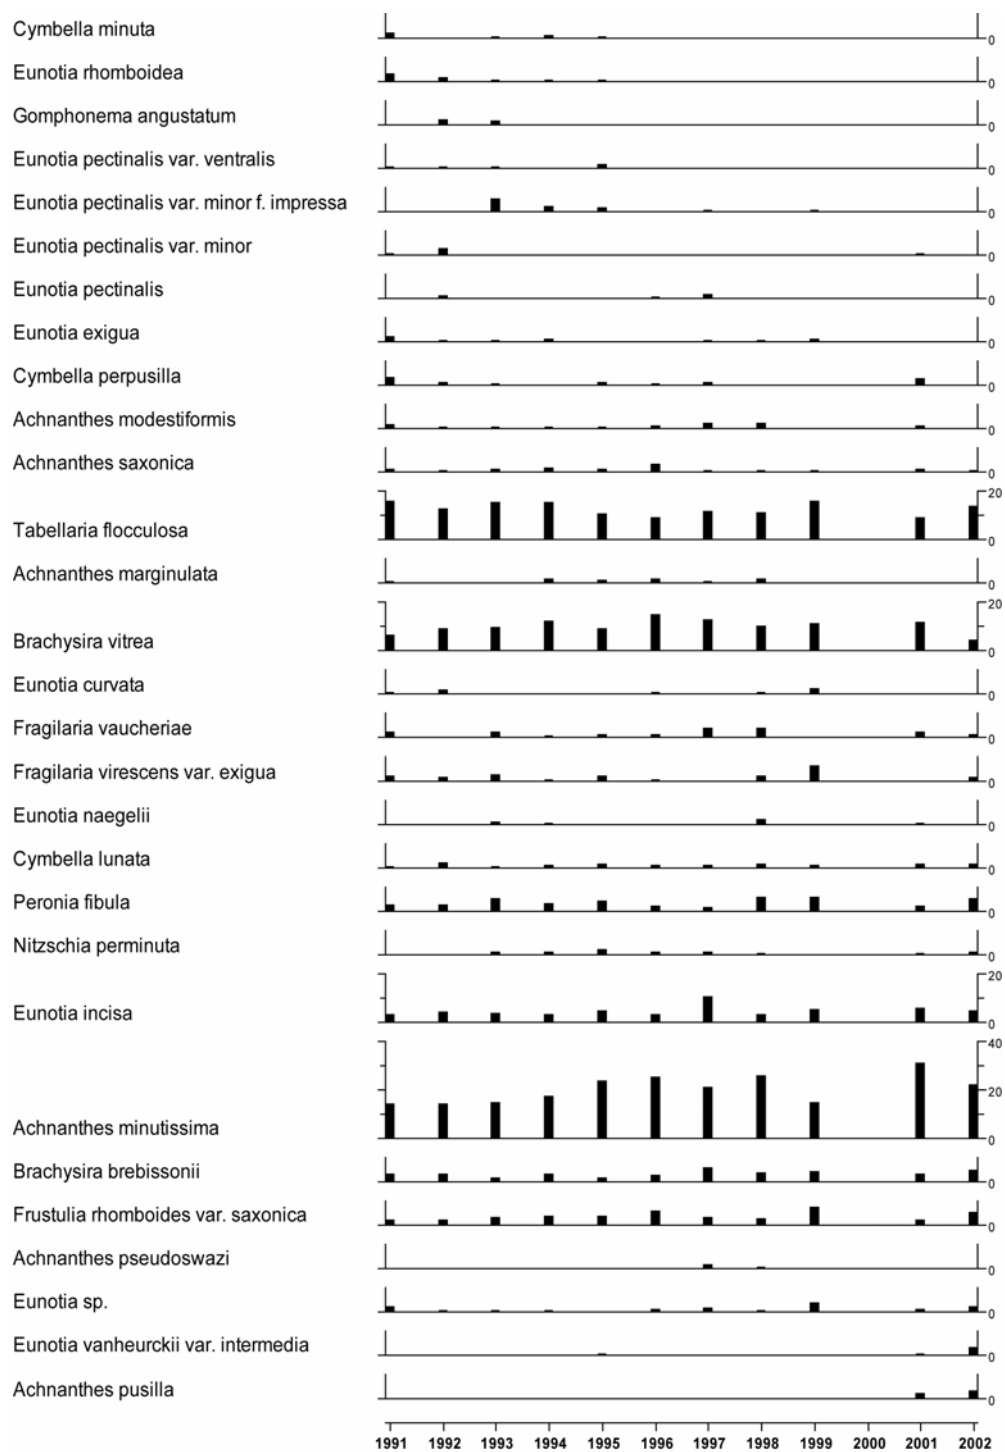 Cymbella minuta
0
Eunotia rhomboidea
0
Gomphonema angustatum
0
Eunotia pectinalis var. ventralis
0
Eunotia pectinalis var. minor f. impressa
0
Eunotia pectinalis var. minor
0
Eunotia pectinalis
0
Eunotia exigua
0
Cymbella perpusilla
0
Achnanthes modestiformis
0
Achnanthes saxonica
0
20
Tabellaria flocculosa
0
Achnanthes marginulata
0
20
Brachysira vitrea
0
Eunotia curvata
0
Fragilaria vaucheriae
0
Fragilaria virescens var. exigua
0
Eunotia naegelii
0
Cymbella lunata
0
Peronia fibula
0
Nitzschia perminuta
0
20
Eunotia incisa
0
40
20
Achnanthes minutissima
0
Brachysira brebissonii
0
Frustulia rhomboides var. saxonica
0
Achnanthes pseudoswazi
0
Eunotia sp.
0
Eunotia vanheurckii var. intermedia
0
Achnanthes pusilla
0
1991 1992 1993 1994 1995 1996 1997 1998 1999 2000 2001 2002